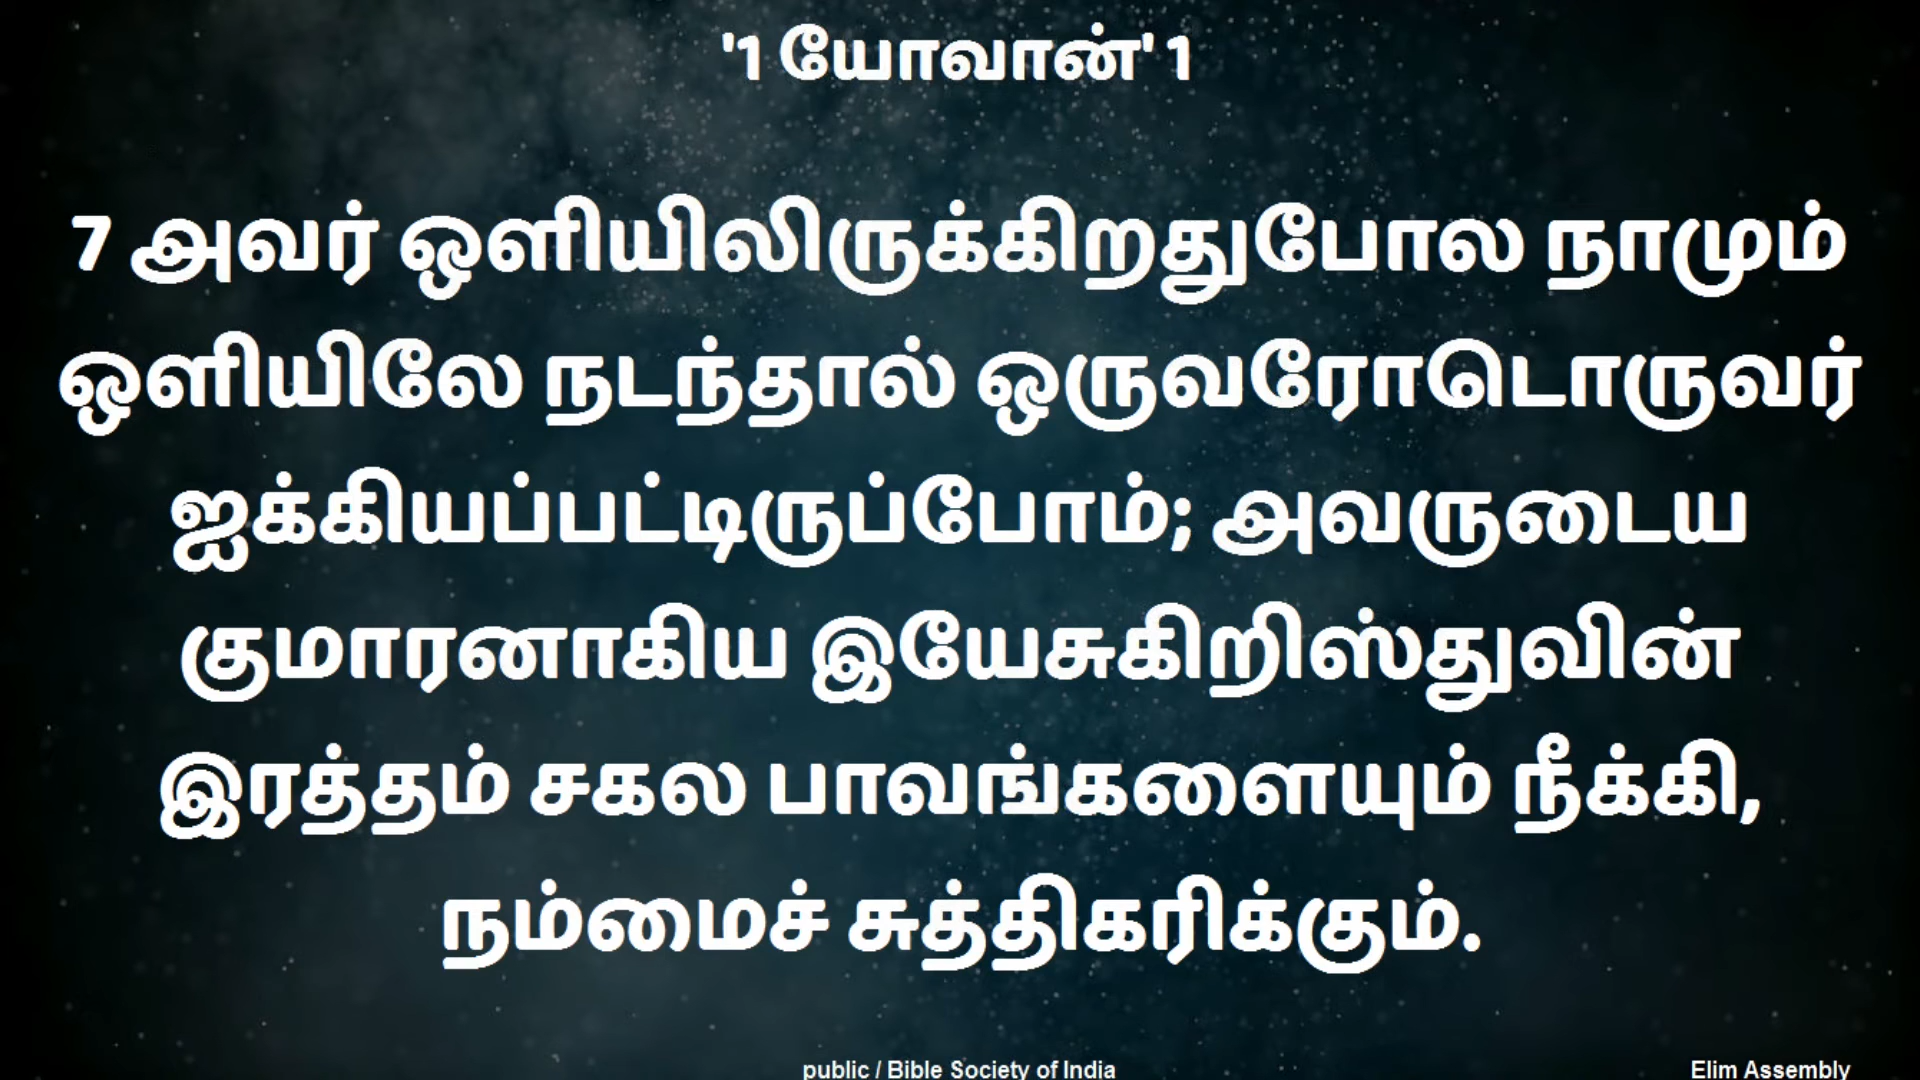 '1 யோவான்' 1
7 அவர் ஒளியிலிருக்கிறதுபோல நாமும்
ஒளியிலே நடந்தால் ஒருவரோடொருவர்
ஐக்கியப்பட்டிருப்போம்; அவருடைய
குமாரனாகிய இயேசுகிறிஸ்துவின்
இரத்தம் சகல பாவங்களையும் நீக்கி,
நம்மைச் சுத்திகரிக்கும்.
public / Bible Society of India
Elim Assembly